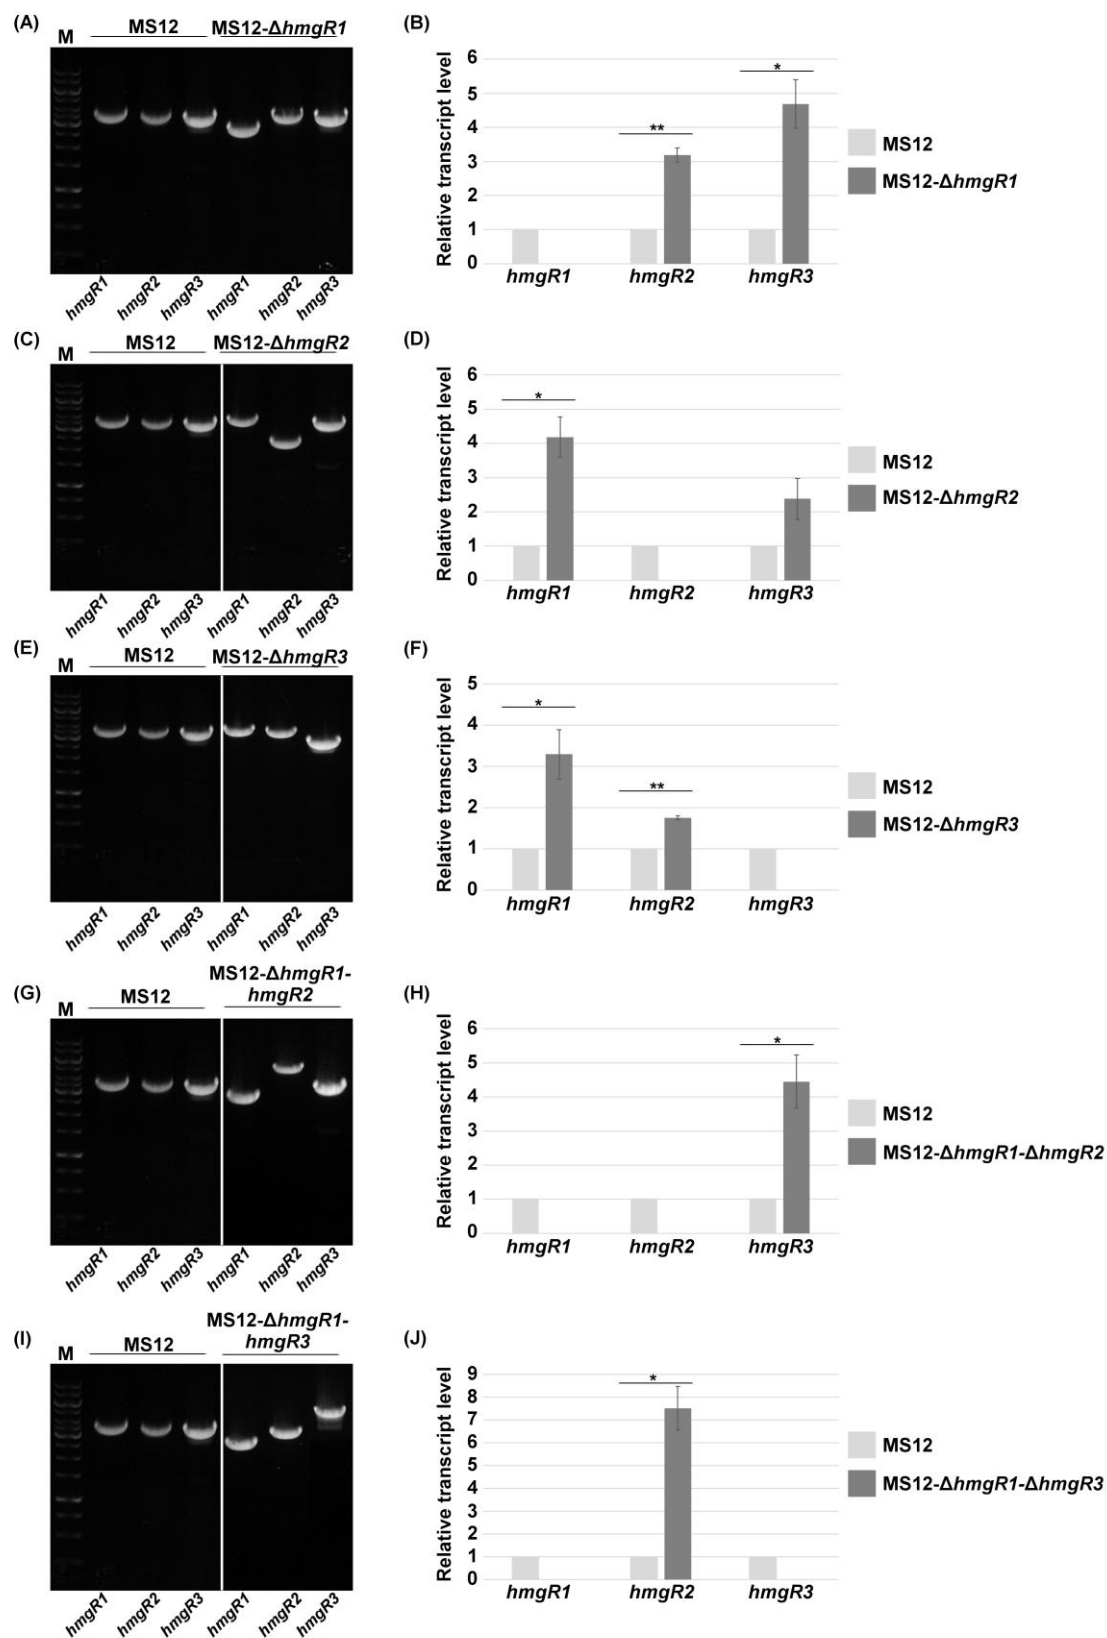 (A)
M MS12 MS12-ΔhmgR1
hmgR1 hmgR2 hmgR3 hmgR1 hmgR2 hmgR3
(B)
Relative transcript level
6
5
4
3
2
1
0
** *
hmgR1 hmgR2 hmgR3
MS12
MS12-ΔhmgR1
(C)
M MS12 MS12-ΔhmgR2
hmgR1 hmgR2 hmgR3 hmgR1 hmgR2 hmgR3
(D)
Relative transcript level
6
5
4
3
2
1
0
*
hmgR1 hmgR2 hmgR3
MS12
MS12-ΔhmgR2
(E)
M MS12 MS12-ΔhmgR3
hmgR1 hmgR2 hmgR3 hmgR1 hmgR2 hmgR3
(F)
Relative transcript level
5
4
3
2
1
0
* **
hmgR1 hmgR2 hmgR3
MS12
MS12-ΔhmgR3
(G)
M MS12 MS12-ΔhmgR1-
hmgR2
hmgR1 hmgR2 hmgR3 hmgR1 hmgR2 hmgR3
(H)
Relative transcript level
6
5
4
3
2
1
0
*
hmgR1 hmgR2 hmgR3
MS12
MS12-ΔhmgR1-ΔhmgR2
(I)
M MS12 MS12-ΔhmgR1-
hmgR3
hmgR1 hmgR2 hmgR3 hmgR1 hmgR2 hmgR3
(J)
Relative transcript level
9
8
7
6
5
4
3
2
1
0
*
hmgR1 hmgR2 hmgR3
MS12
MS12-ΔhmgR1-ΔhmgR3